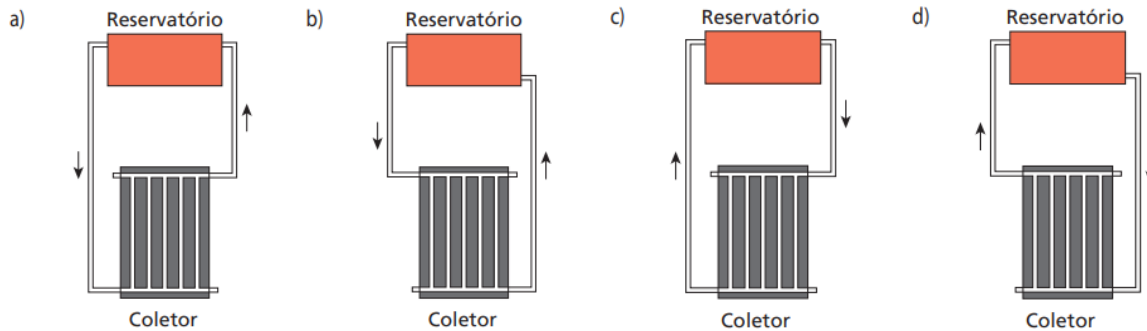 a) Reservatório
b) Reservatório
c) Reservatório
d) Reservatório
Coletor
Coletor
Coletor
Coletor